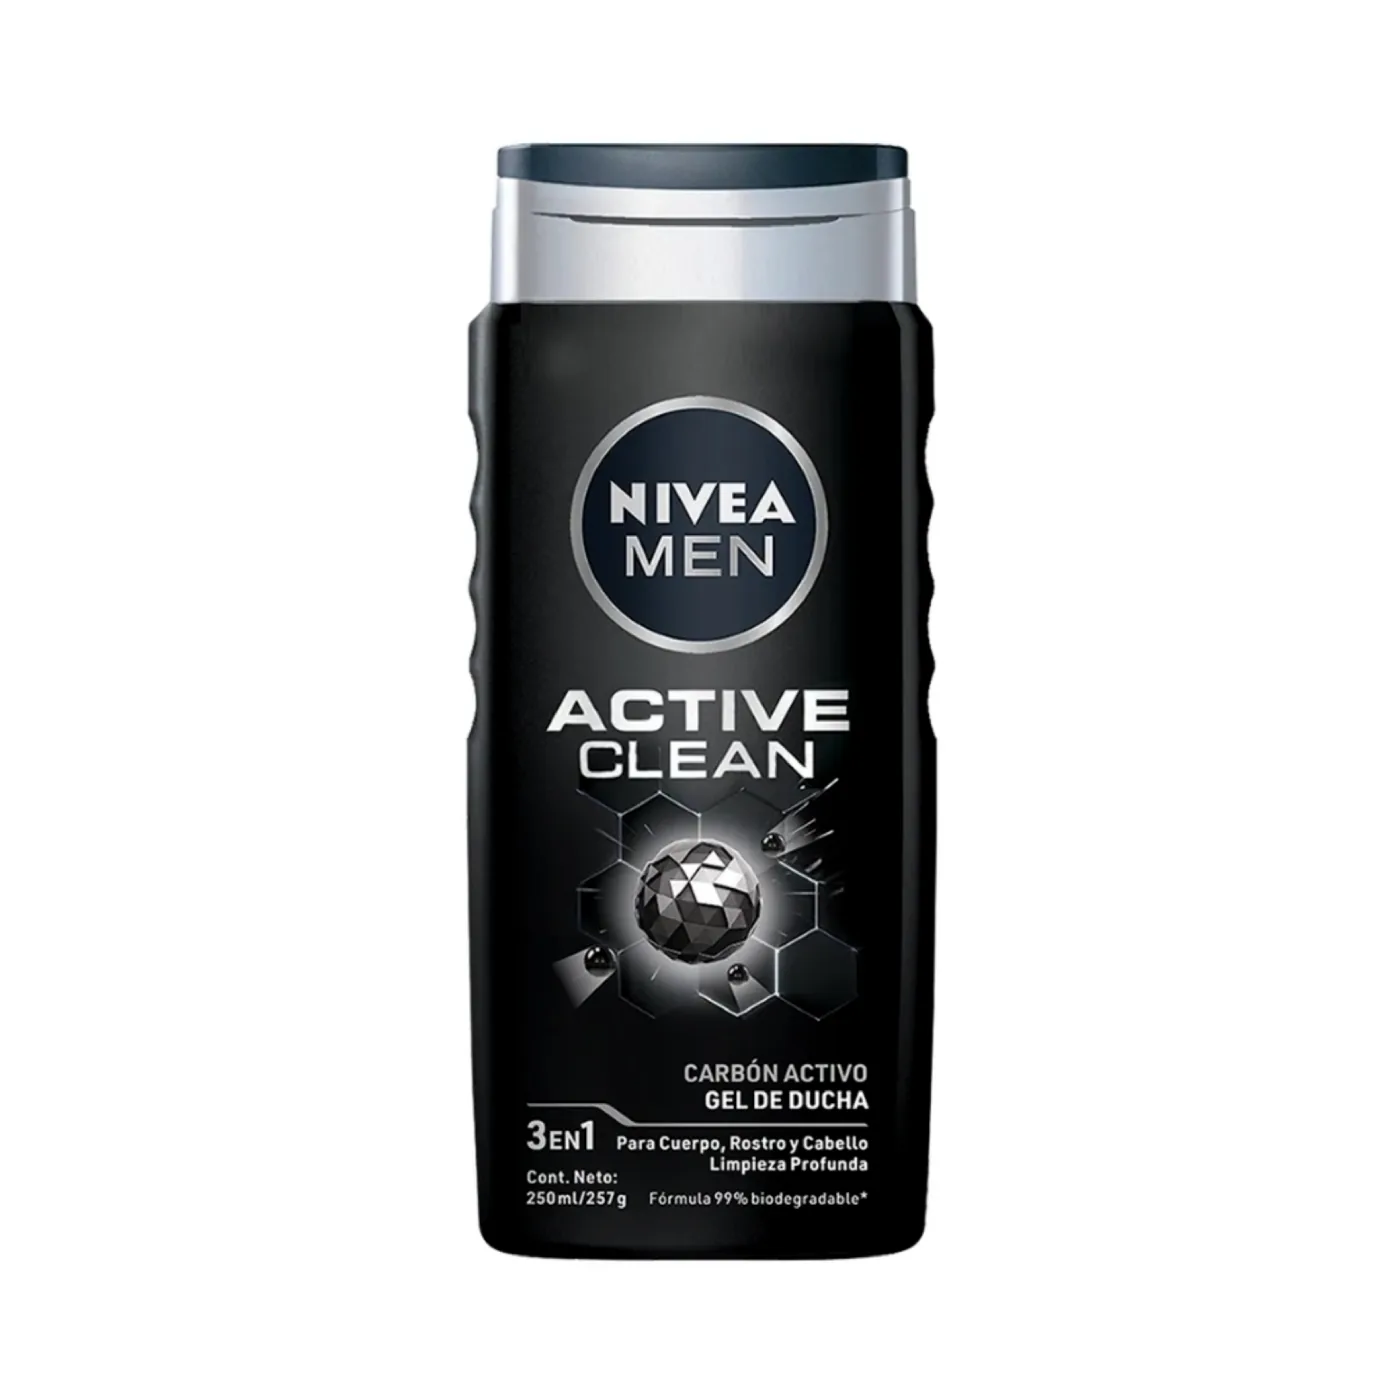 NIVEA
MEN
ACTIVE
CLEAN
CARBÓN ACTIVO
GEL DE DUCHA
3EN1 Para Cuerpo, Rostro y Cabello
Limpieza Profunda
Cont. Neto:
250ml/257g Fórmula 99% biodegradable*